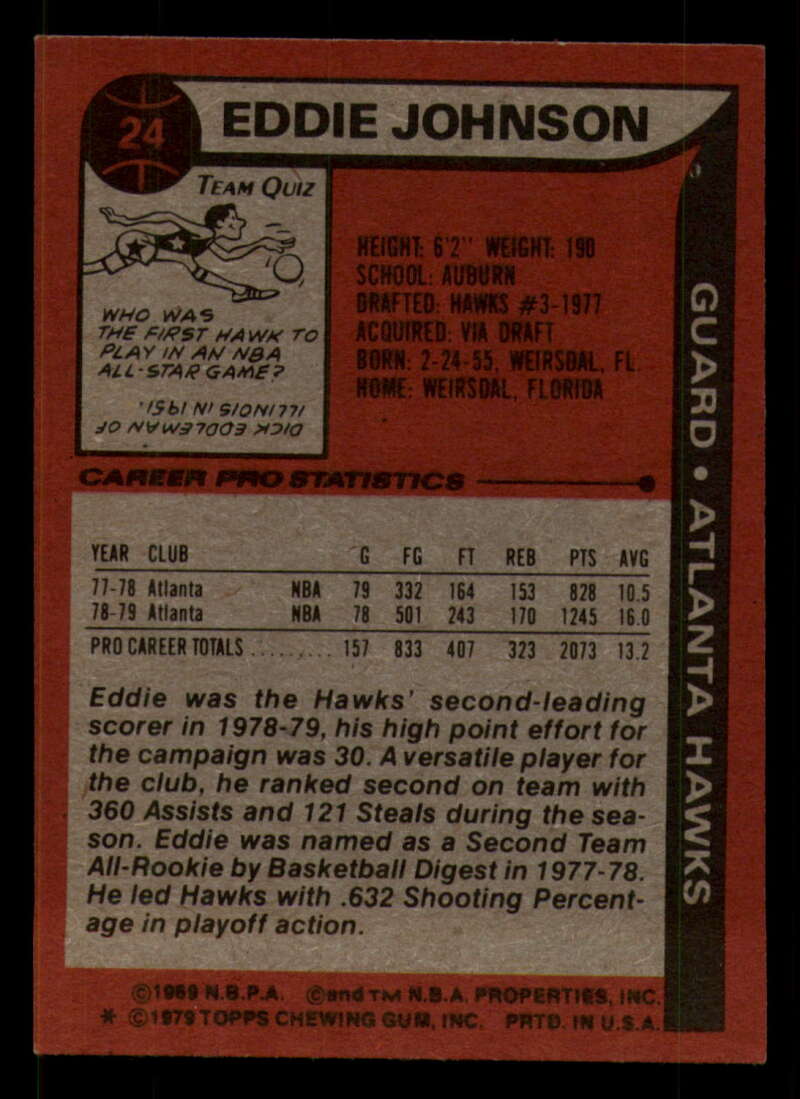 24
EDDIE JOHNSON
TEAM QUIZ
WHO WAS
THE FIRST HAWK TO
PLAY IN AN NBA
ALL-STAR GAME?
DICK EDDLEMAN OF
ILLINOIS IN 1951.
HEIGHT: 6'2" WEIGHT: 190
SCHOOL: AUBURN
DRAFTED: HAWKS #3-1977
ACQUIRED: VIA DRAFT
BORN: 2-24-55, WEIRSDAL, FL.
HOME: WEIRSDAL, FLORIDA
GUARD • ATLANTA HAWKS
CAREER PRO STATISTICS
YEAR CLUB G FG FT REB PTS AVG
77-78 Atlanta NBA 79 332 164 153 828 10.5
78-79 Atlanta NBA 78 501 243 170 1245 16.0
PRO CAREER TOTALS .......... 157 833 407 323 2073 13.2
Eddie was the Hawks' second-leading
scorer in 1978-79, his high point effort for
the campaign was 30. A versatile player for
the club, he ranked second on team with
360 Assists and 121 Steals during the sea-
son. Eddie was named as a Second Team
All-Rookie by Basketball Digest in 1977-78.
He led Hawks with .632 Shooting Percent-
age in playoff action.
©1969 N.B.P.A. ©and TM N.B.A. PROPERTIES, INC.
* ©1979 TOPPS CHEWING GUM, INC. PRTD. IN U.S.A.